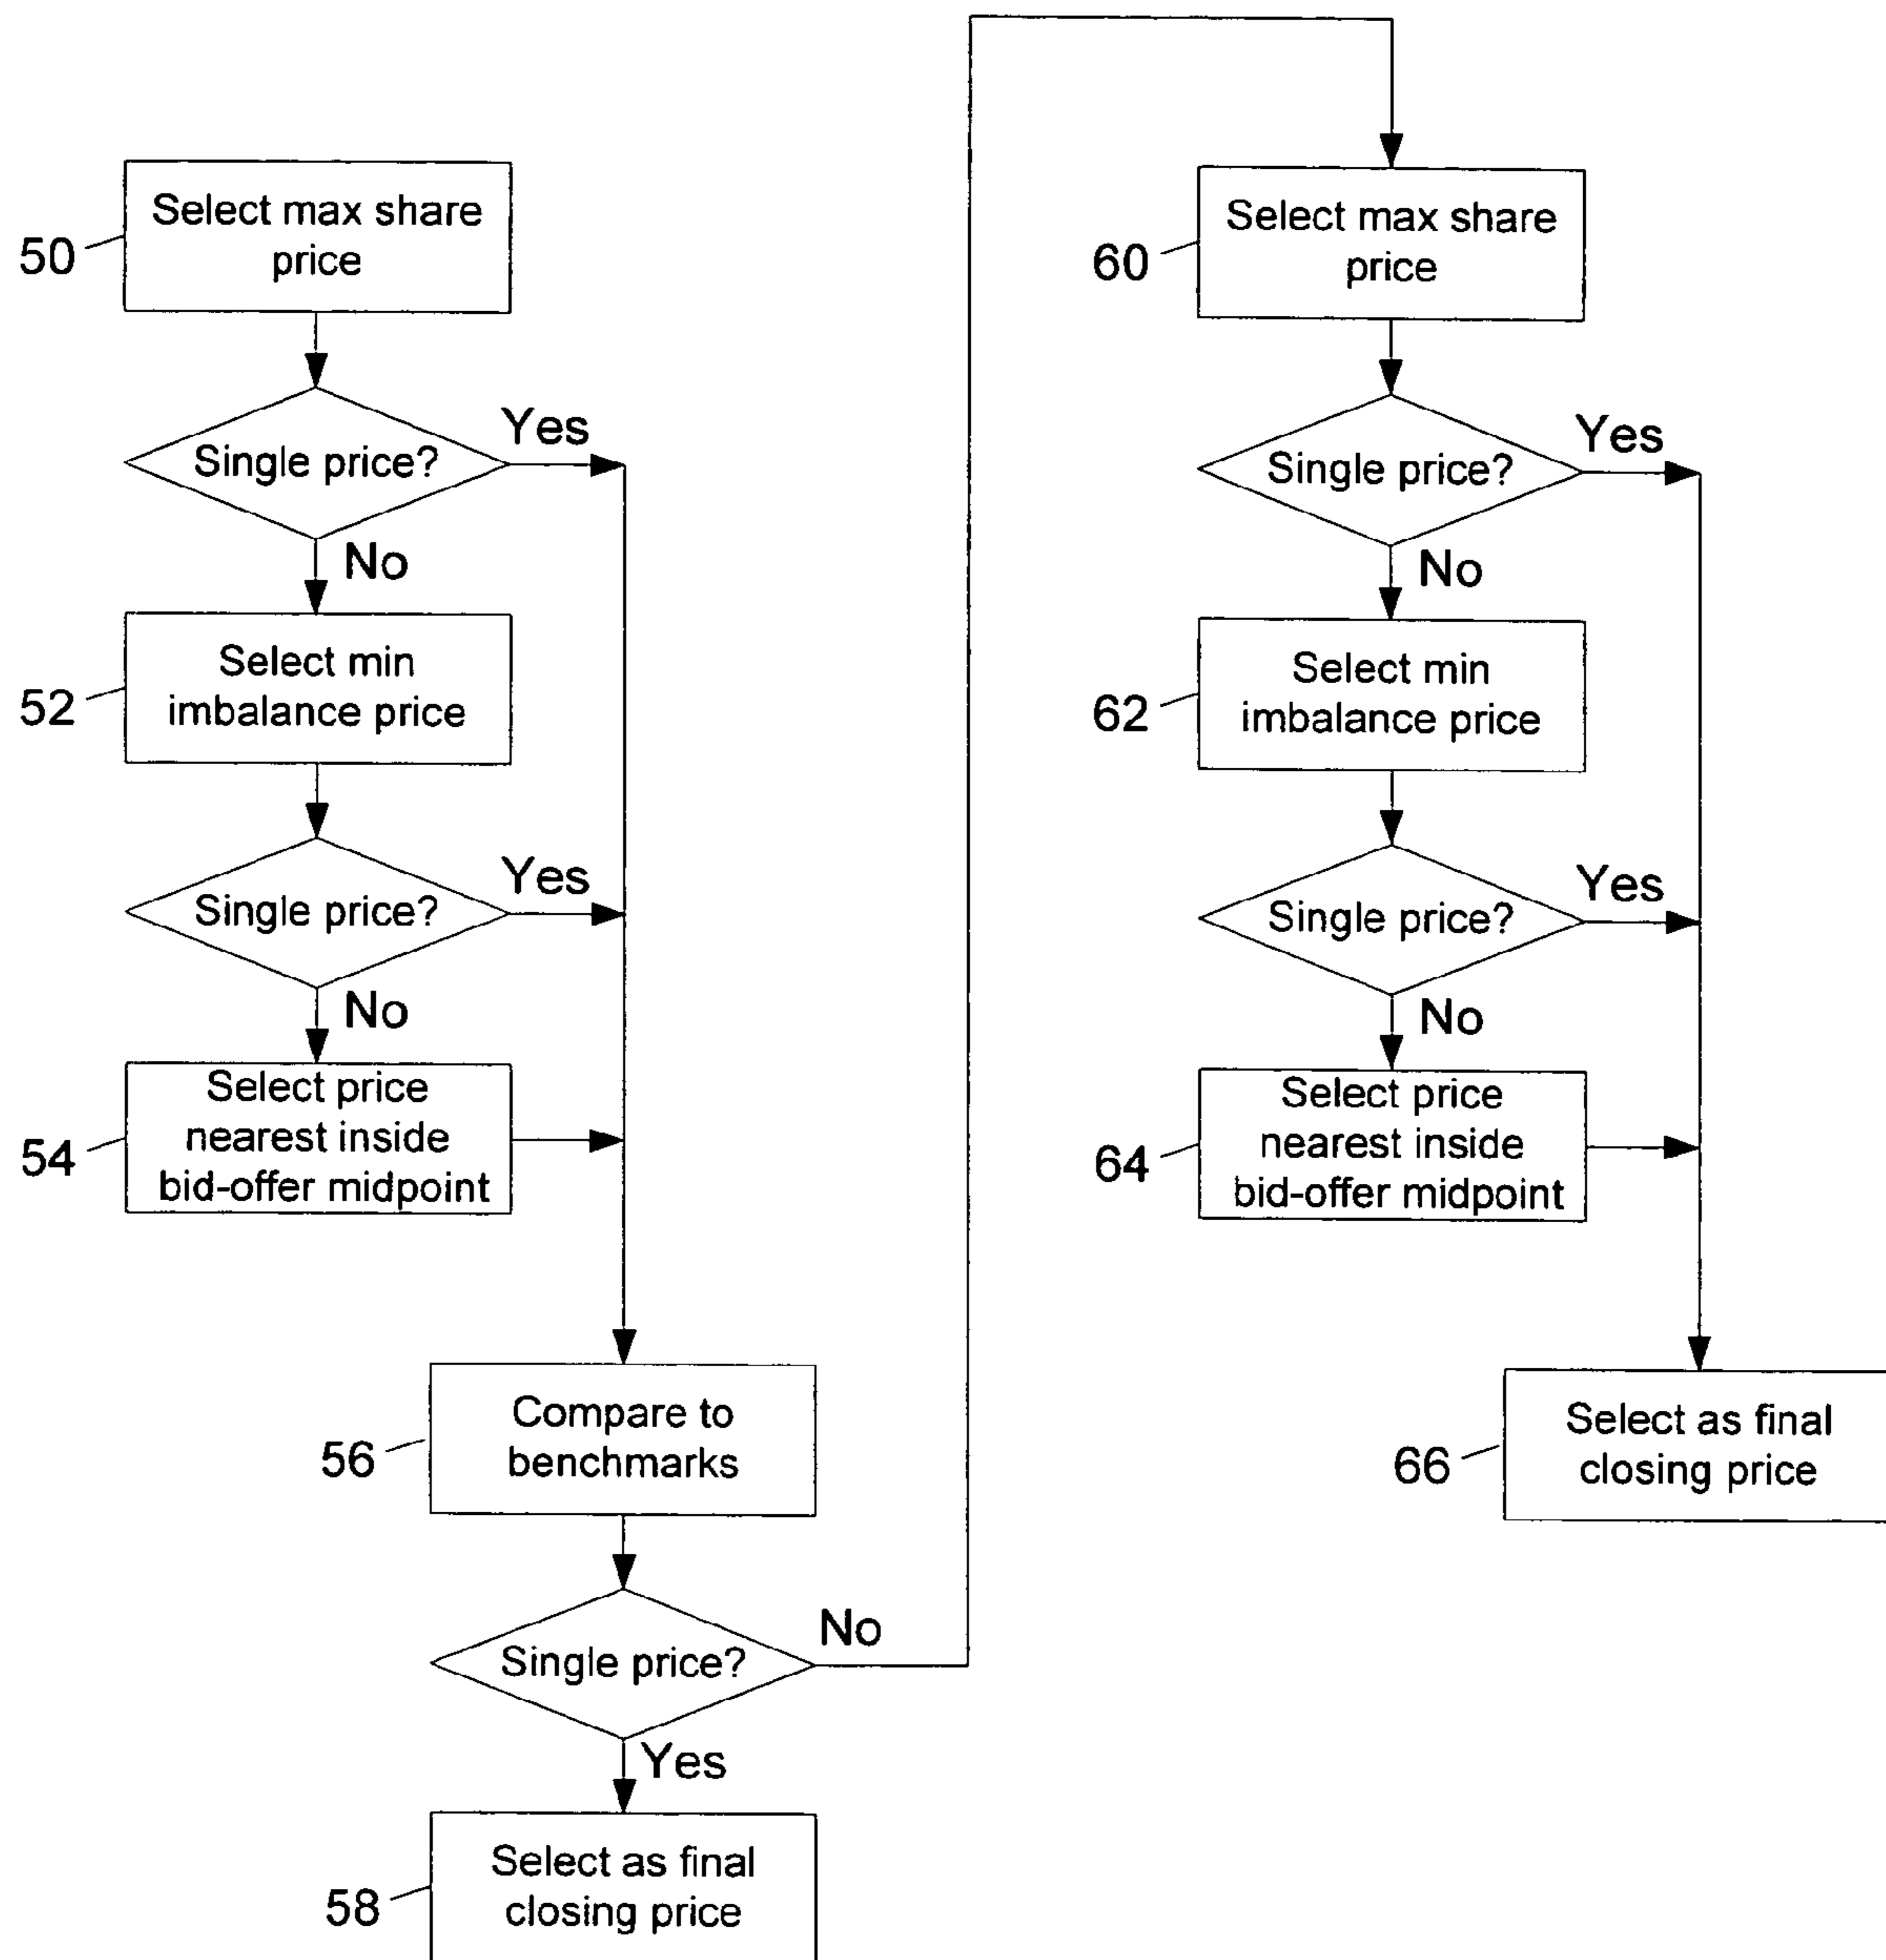 Select max share
price
50
Single price?
Yes
No
Select min
imbalance price
52
Single price?
Yes
No
Select price
nearest inside
bid-offer midpoint
54
Compare to
benchmarks
56
Single price?
No
Yes
Select as final
closing price
58
Select max share
price
60
Single price?
Yes
No
Select min
imbalance price
62
Single price?
Yes
No
Select price
nearest inside
bid-offer midpoint
64
Select as final
closing price
66